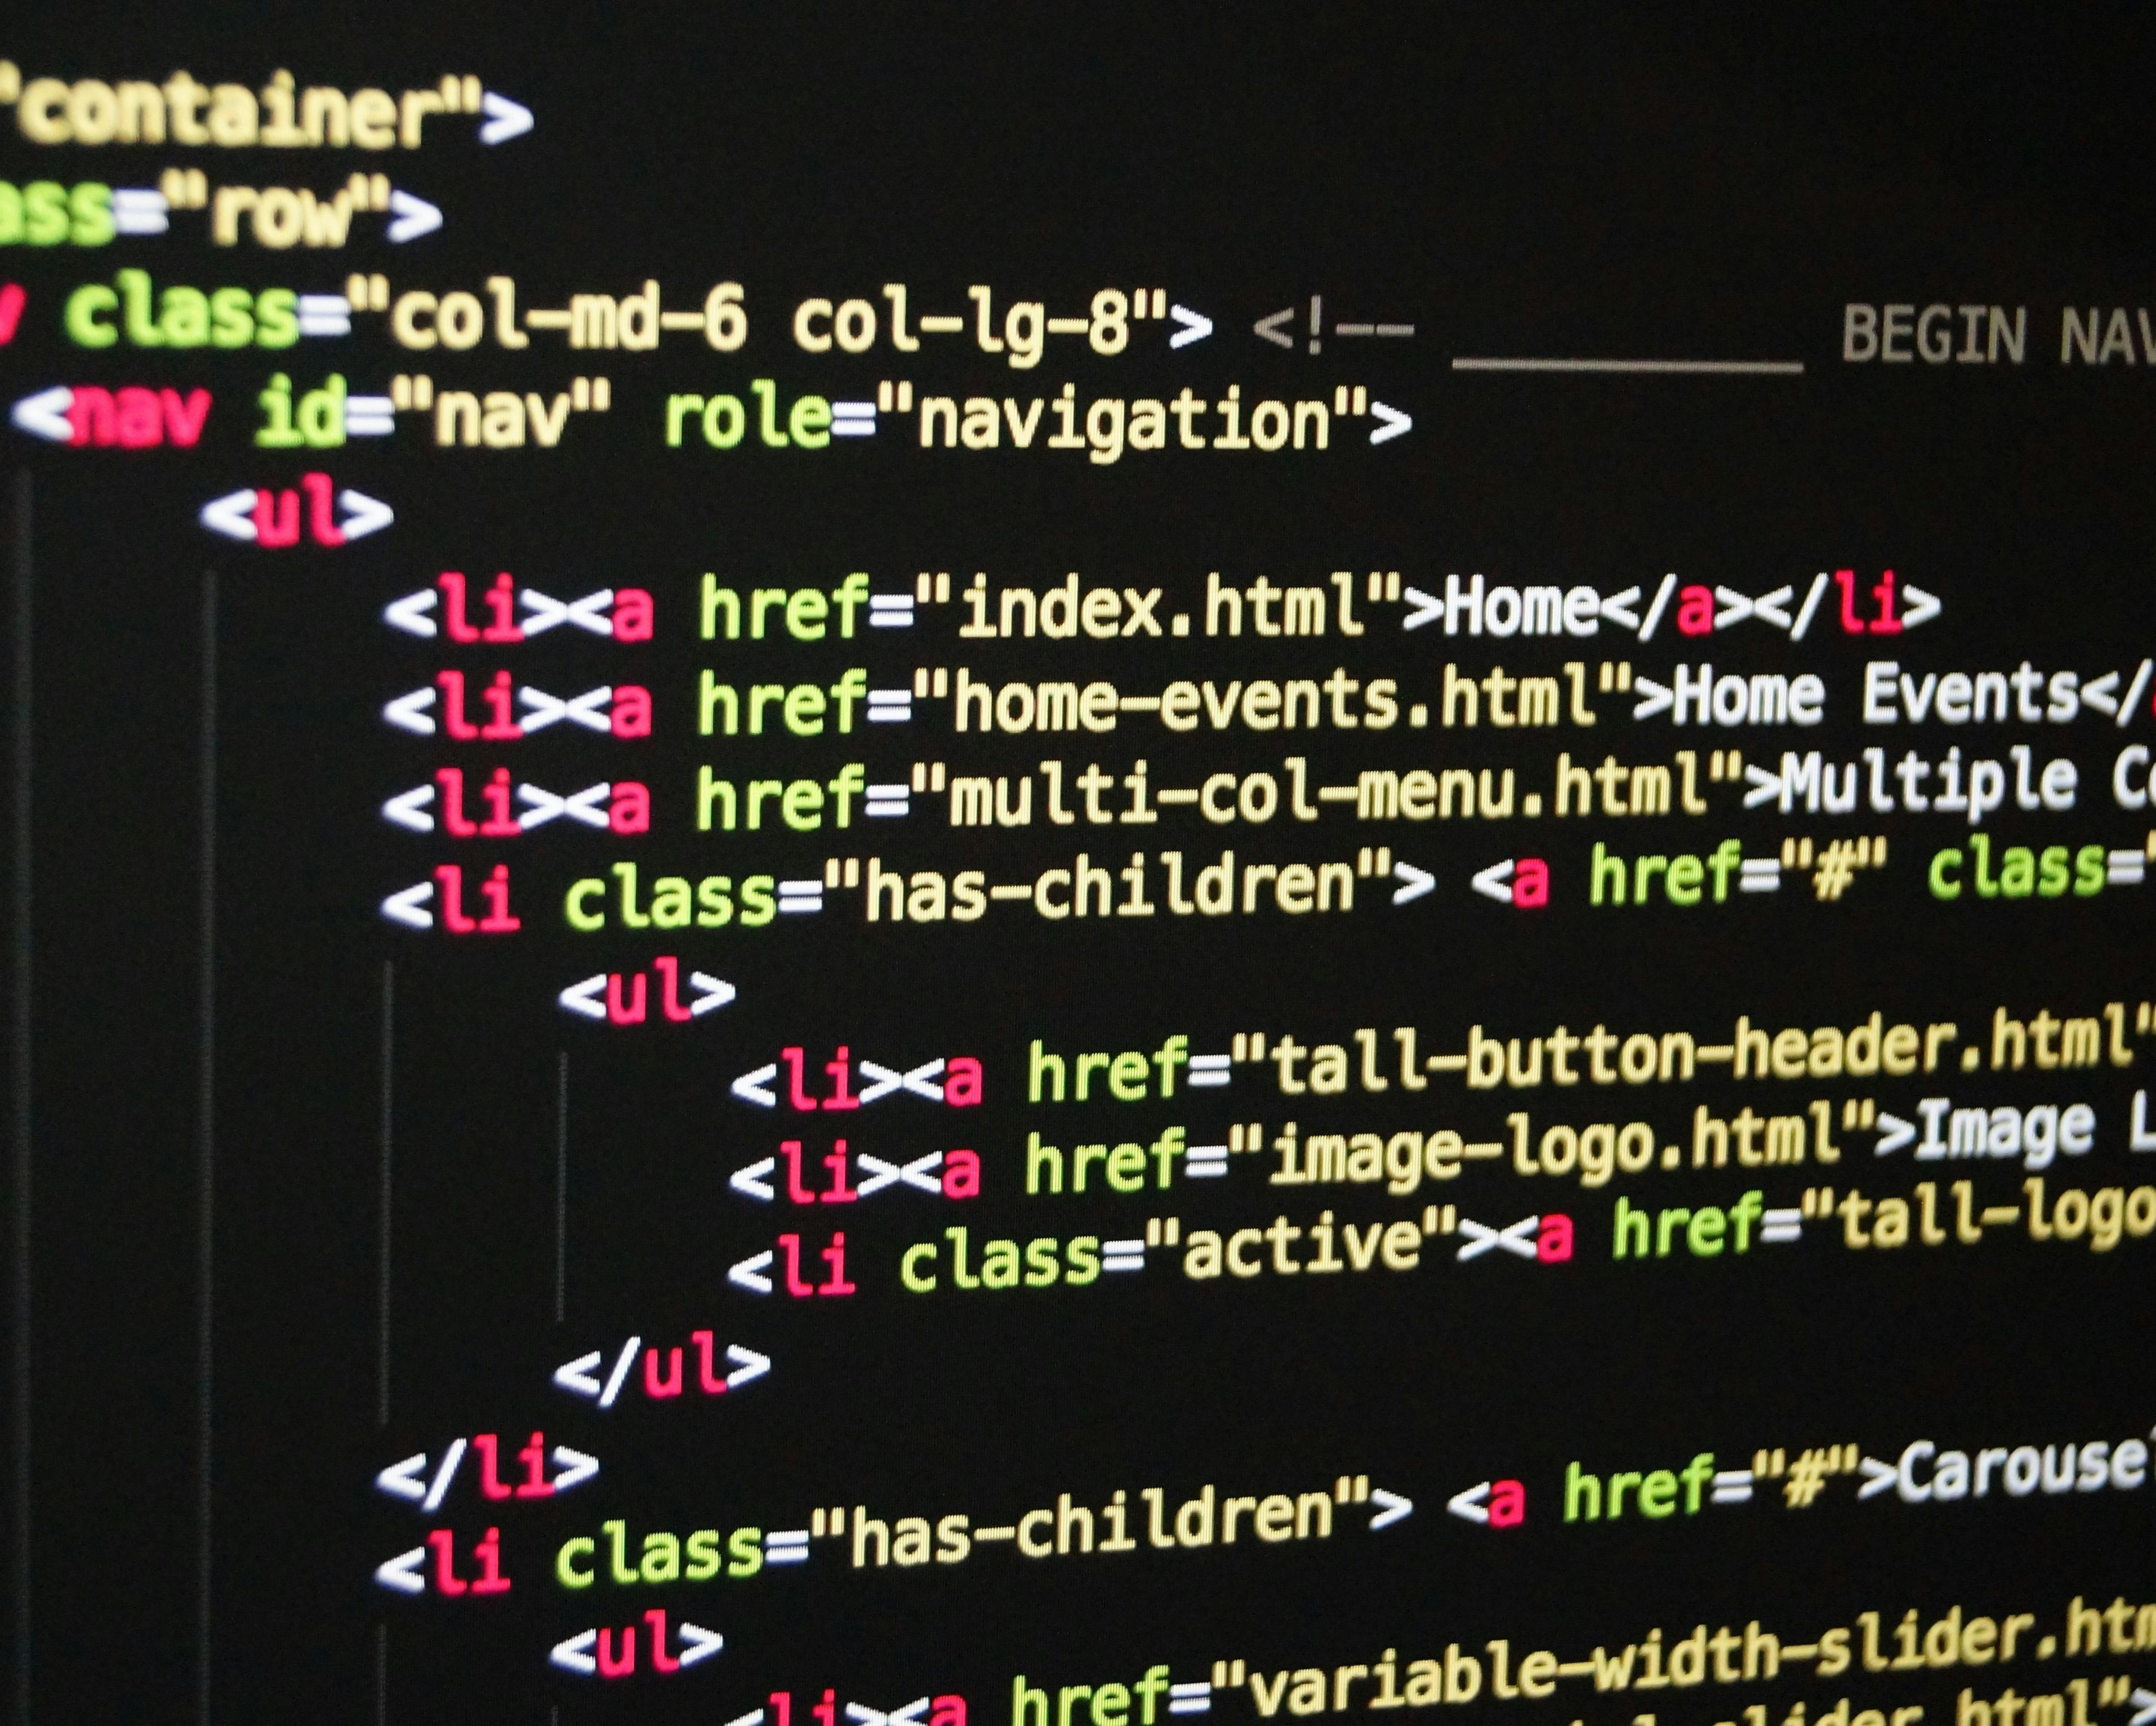 "container">
ass="row">
class="col-md-6 col-lg-8"> <!-- __________ BEGIN NAV
<nav id="nav" role="navigation">
<ul>
<li><a href="index.html">Home</a></li>
<li><a href="home-events.html">Home Events</
<li><a href="multi-col-menu.html">Multiple
<li class="has-children"> <a href="#" class="
<ul>
<li><a href="tall-button-header.html"
<li><a href="image-logo.html">Image
<li class="active"><a href="tall-logo
</ul>
</li>
<li class="has-children"> <a href="#">Carousel
<ul>
<li><a href="variable-width-slider.htm
slider.html">